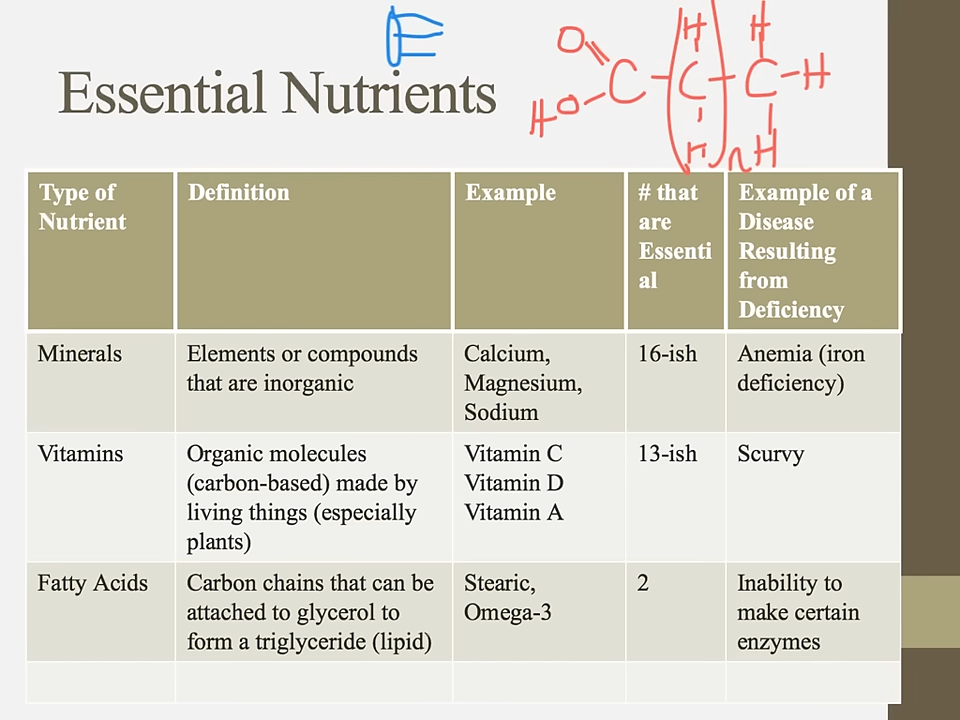 O H H
C - C - C - H
HO H n H
Essential Nutrients
Type of Nutrient
Definition
Example
# that are Essenti al
Example of a Disease Resulting from Deficiency
Minerals
Elements or compounds
that are inorganic
Calcium,
Magnesium,
Sodium
16-ish
Anemia (iron
deficiency)
Vitamins
Organic molecules
(carbon-based) made by
living things (especially
plants)
Vitamin C
Vitamin D
Vitamin A
13-ish
Scurvy
Fatty Acids
Carbon chains that can be
attached to glycerol to
form a triglyceride (lipid)
Stearic,
Omega-3
2
Inability to
make certain
enzymes